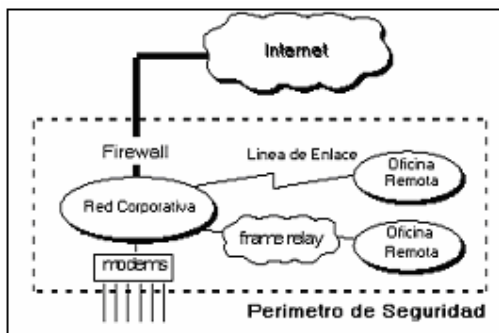 Internet
Firewall
Linea de Enlace
Oficina
Remota
Red Corporativa
frame relay
Oficina
Remota
modems
Perimetro de Seguridad